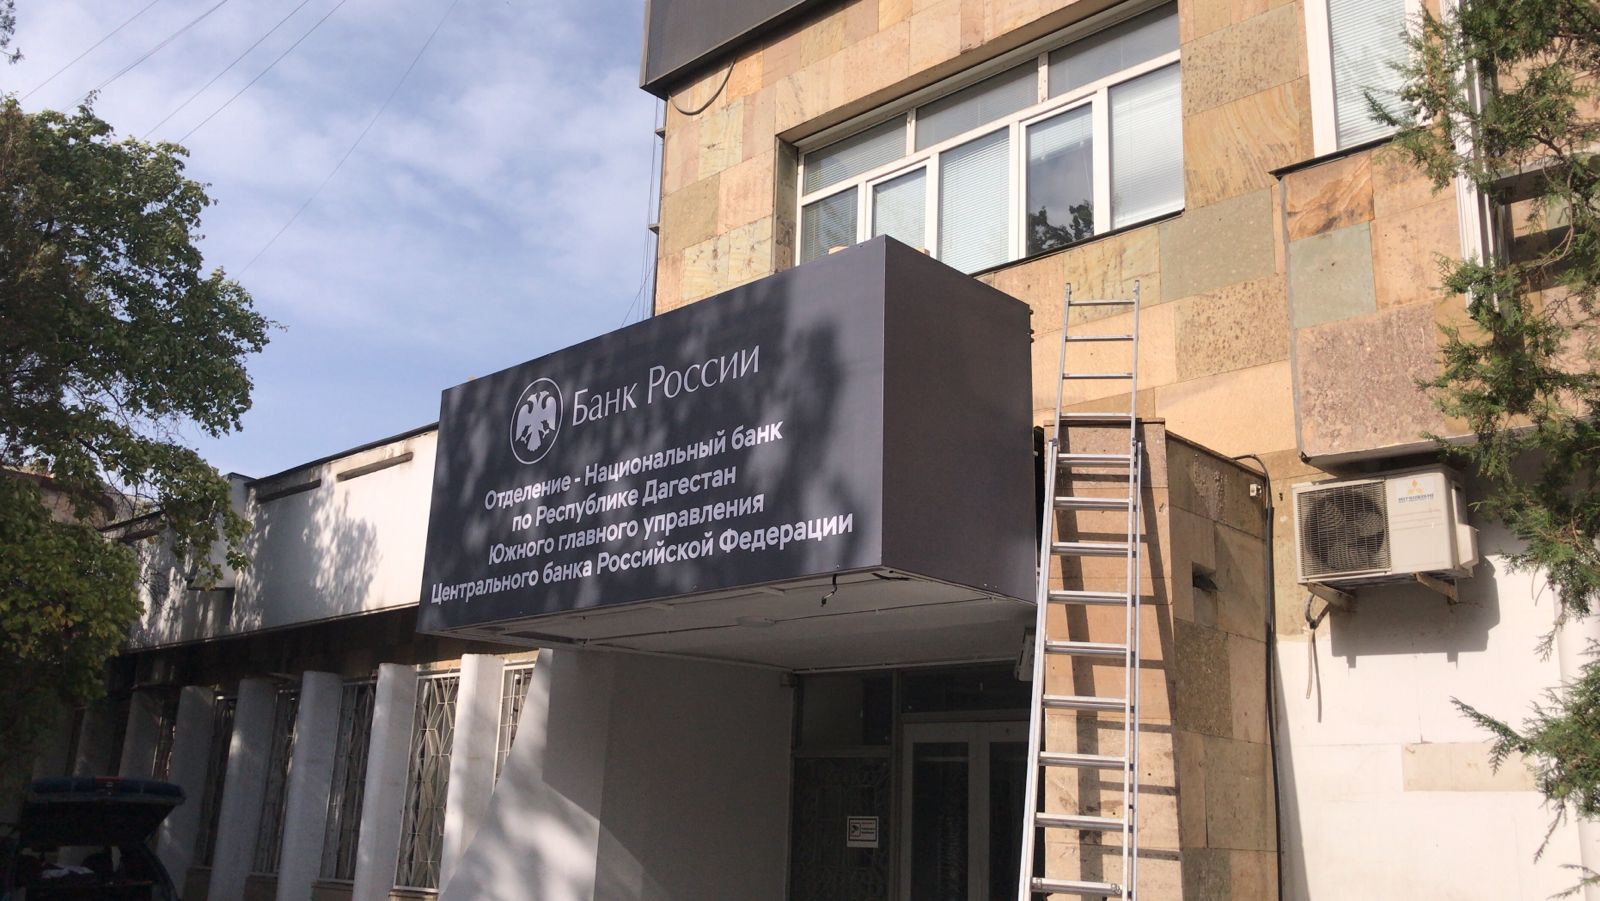 Банк России
Отделение - Национальный банк
по Республике Дагестан
Южного главного управления
Центрального банка Российской Федерации